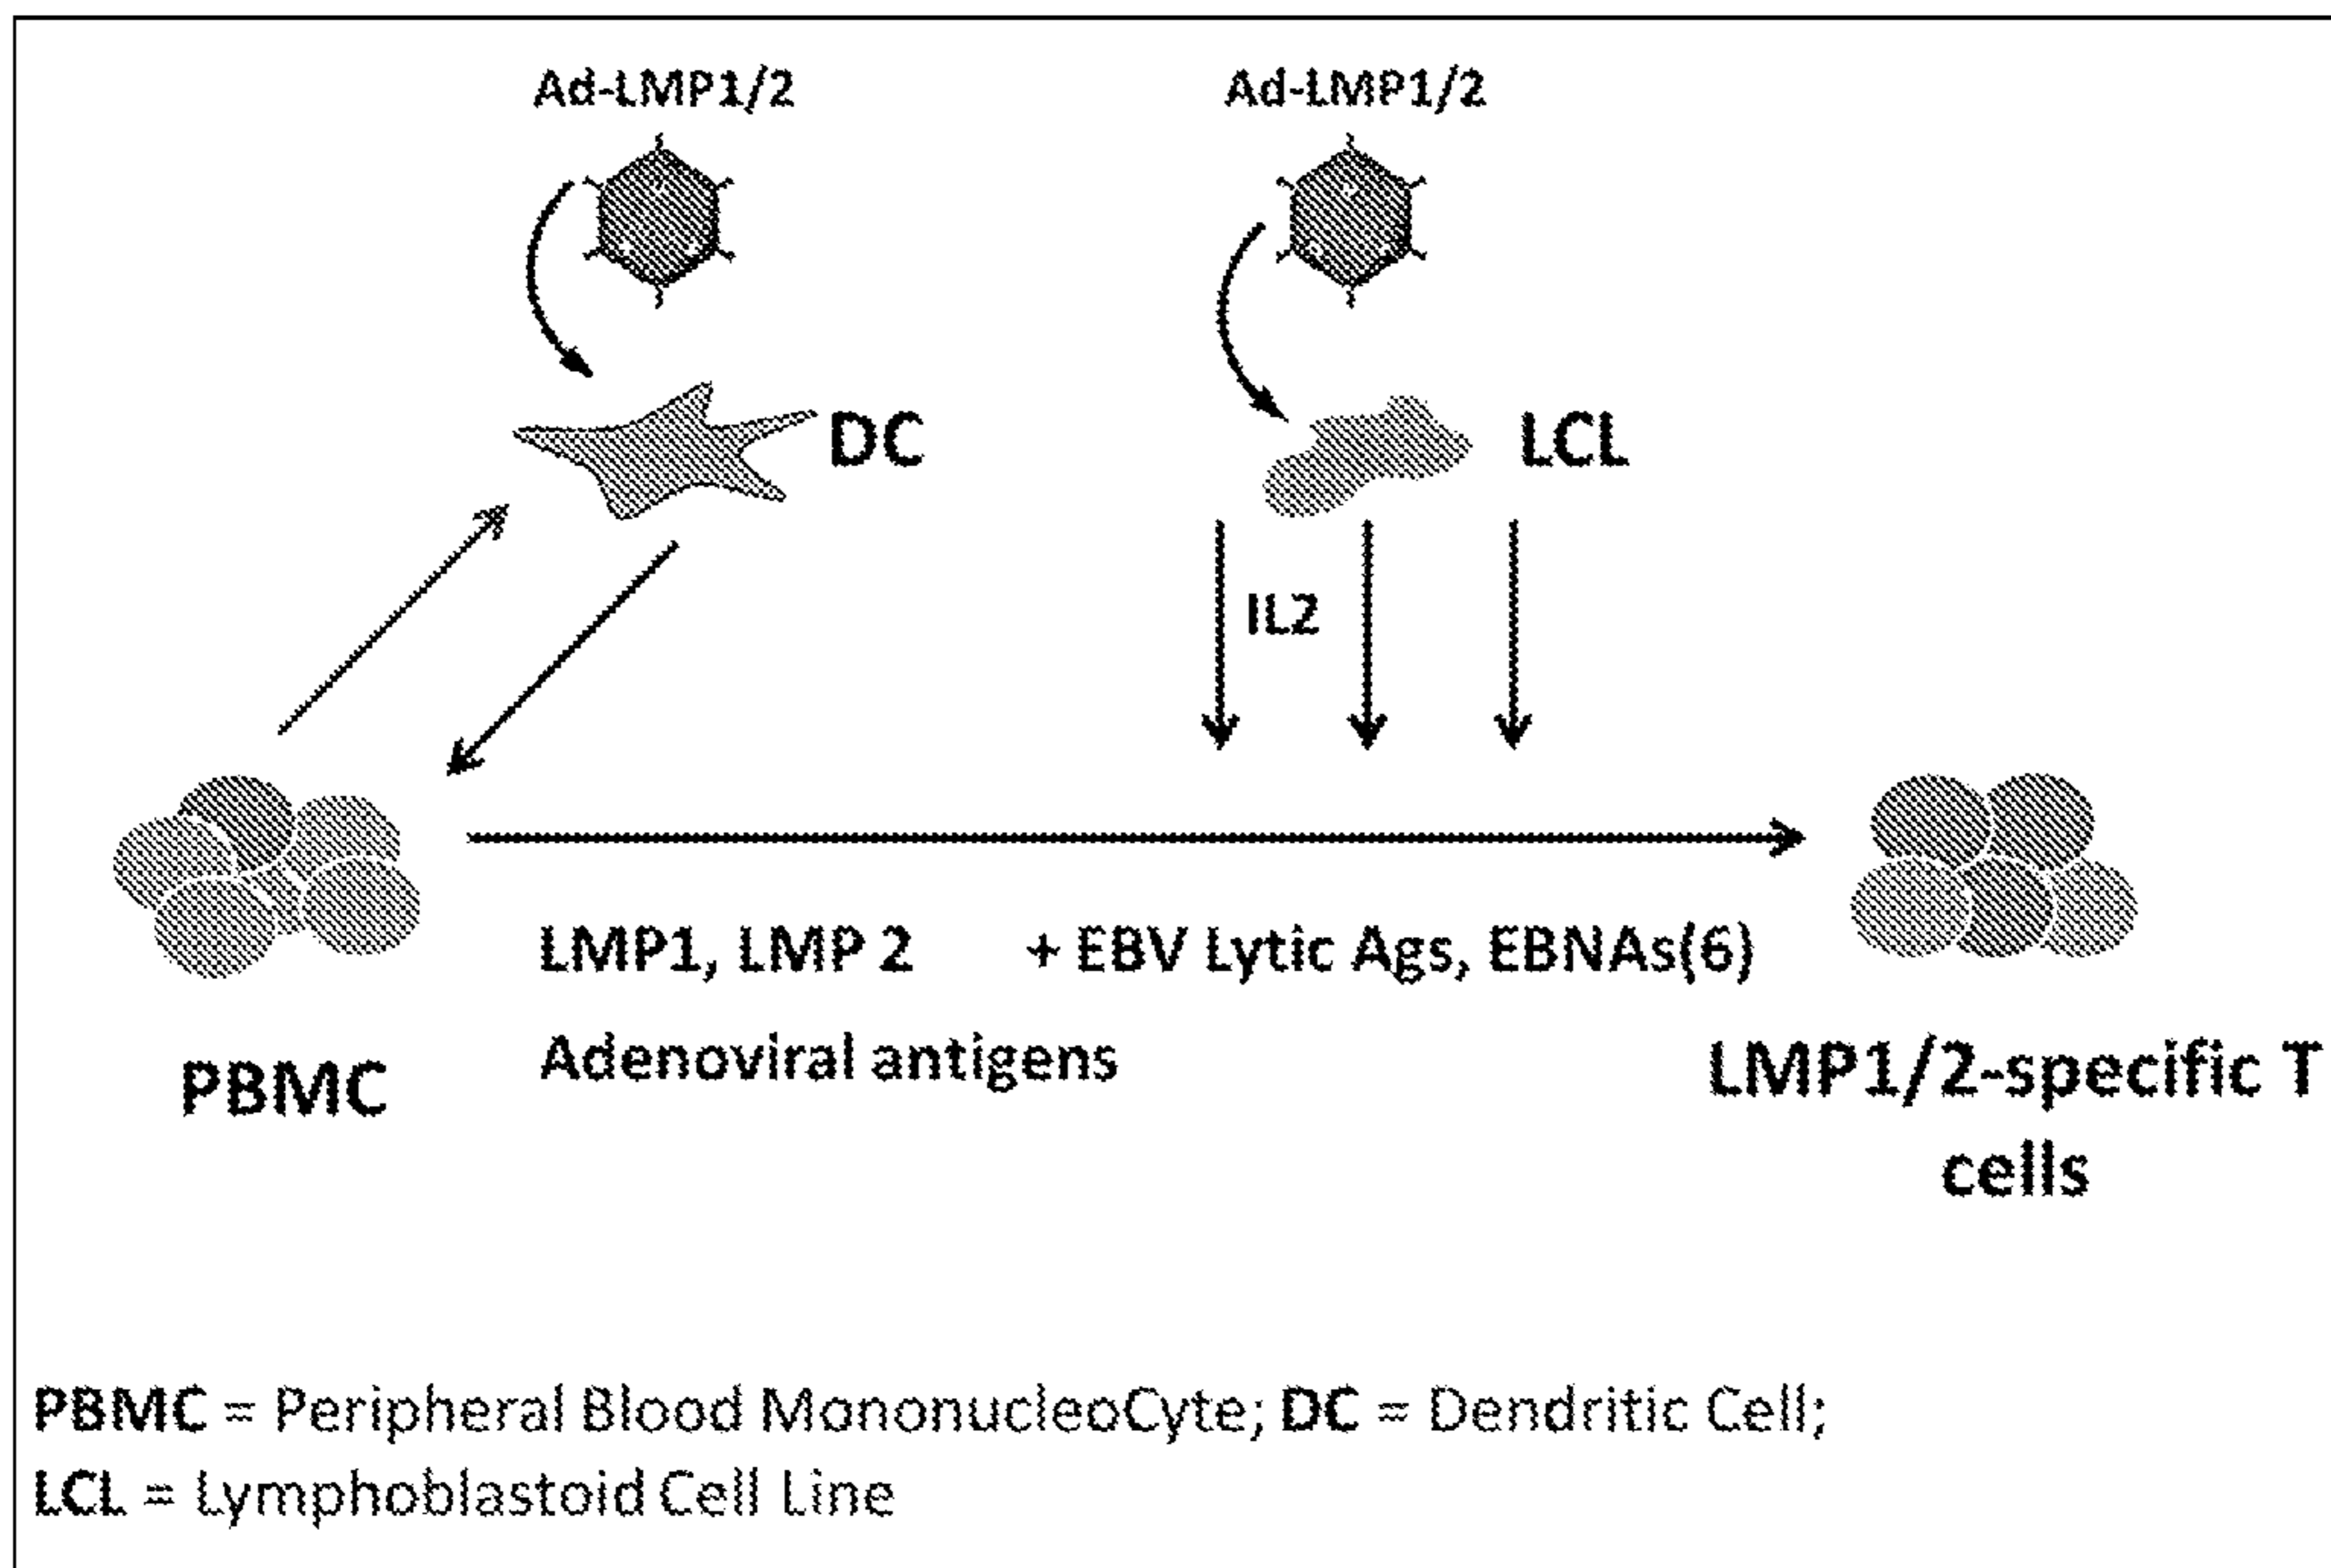 Ad-LMP1/2
Ad-LMP1/2
DC
LCL
IL2
LMP1, LMP 2
+ EBV Lytic Ags, EBNAs(6)
Adenoviral antigens
PBMC
LMP1/2-specific T
cells
PBMC = Peripheral Blood MononucleoCyte; DC = Dendritic Cell;
LCL = Lymphoblastoid Cell Line